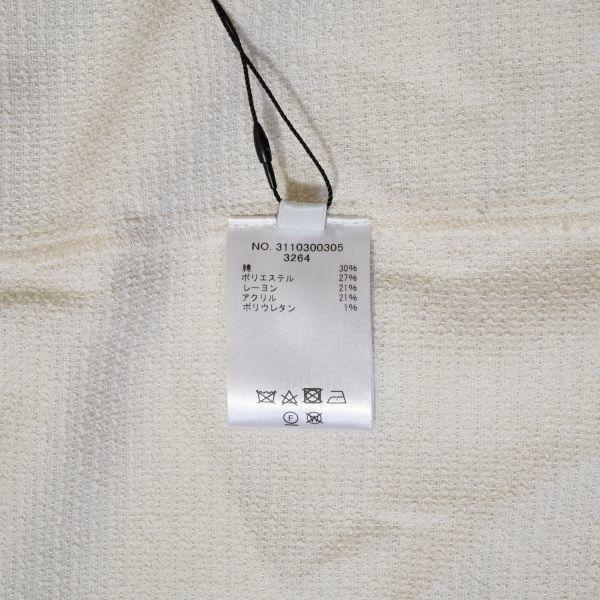 NO. 3110300305
3264
綿 30%
ポリエステル 27%
レーヨン 21%
アクリル 21%
ポリウレタン 1%
F W